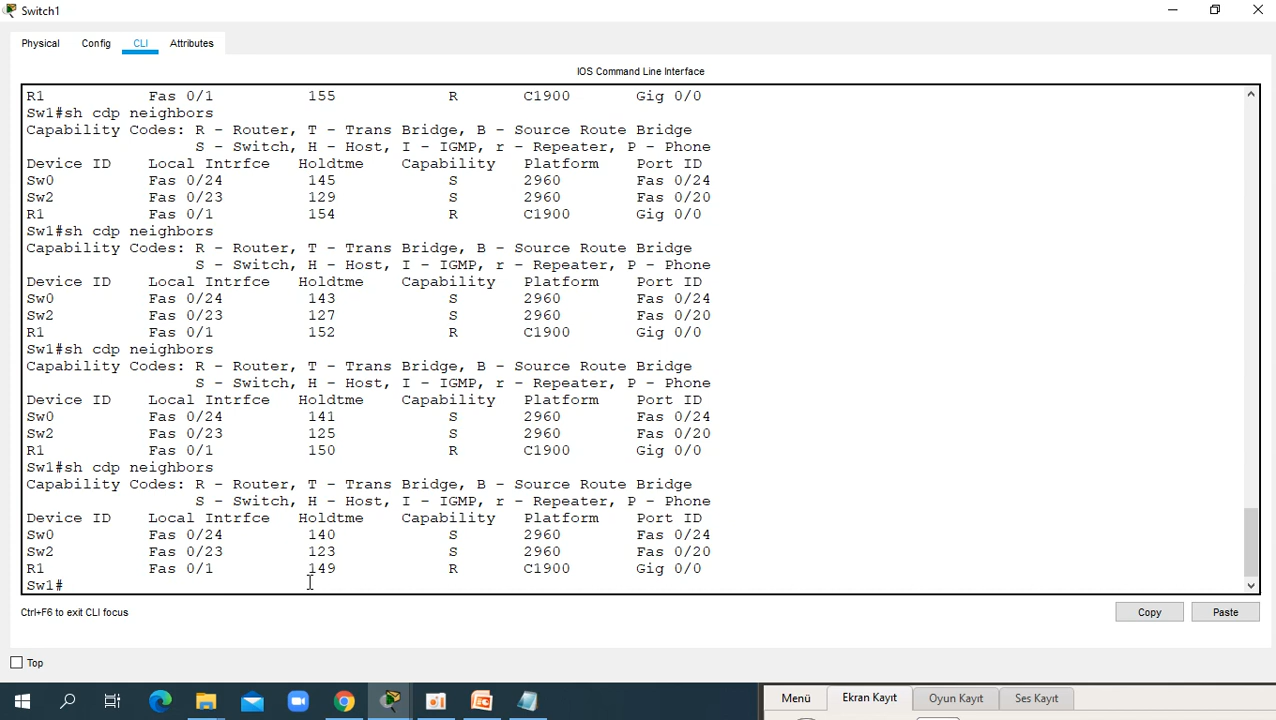 Switch1
Physical Config CLI Attributes
IOS Command Line Interface
R1 Fas 0/1 155 R C1900 Gig 0/0
Sw1#sh cdp neighbors
Capability Codes: R - Router, T - Trans Bridge, B - Source Route Bridge
S - Switch, H - Host, I - IGMP, r - Repeater, P - Phone
Device ID Local Intrfce Holdtme Capability Platform Port ID
Sw0 Fas 0/24 145 S 2960 Fas 0/24
Sw2 Fas 0/23 129 S 2960 Fas 0/20
R1 Fas 0/1 154 R C1900 Gig 0/0
Sw1#sh cdp neighbors
Capability Codes: R - Router, T - Trans Bridge, B - Source Route Bridge
S - Switch, H - Host, I - IGMP, r - Repeater, P - Phone
Device ID Local Intrfce Holdtme Capability Platform Port ID
Sw0 Fas 0/24 143 S 2960 Fas 0/24
Sw2 Fas 0/23 127 S 2960 Fas 0/20
R1 Fas 0/1 152 R C1900 Gig 0/0
Sw1#sh cdp neighbors
Capability Codes: R - Router, T - Trans Bridge, B - Source Route Bridge
S - Switch, H - Host, I - IGMP, r - Repeater, P - Phone
Device ID Local Intrfce Holdtme Capability Platform Port ID
Sw0 Fas 0/24 141 S 2960 Fas 0/24
Sw2 Fas 0/23 125 S 2960 Fas 0/20
R1 Fas 0/1 150 R C1900 Gig 0/0
Sw1#sh cdp neighbors
Capability Codes: R - Router, T - Trans Bridge, B - Source Route Bridge
S - Switch, H - Host, I - IGMP, r - Repeater, P - Phone
Device ID Local Intrfce Holdtme Capability Platform Port ID
Sw0 Fas 0/24 140 S 2960 Fas 0/24
Sw2 Fas 0/23 123 S 2960 Fas 0/20
R1 Fas 0/1 149 R C1900 Gig 0/0
Sw1#
Ctrl+F6 to exit CLI focus
Copy Paste
Top
Menü Ekran Kayıt Oyun Kayıt Ses Kayıt